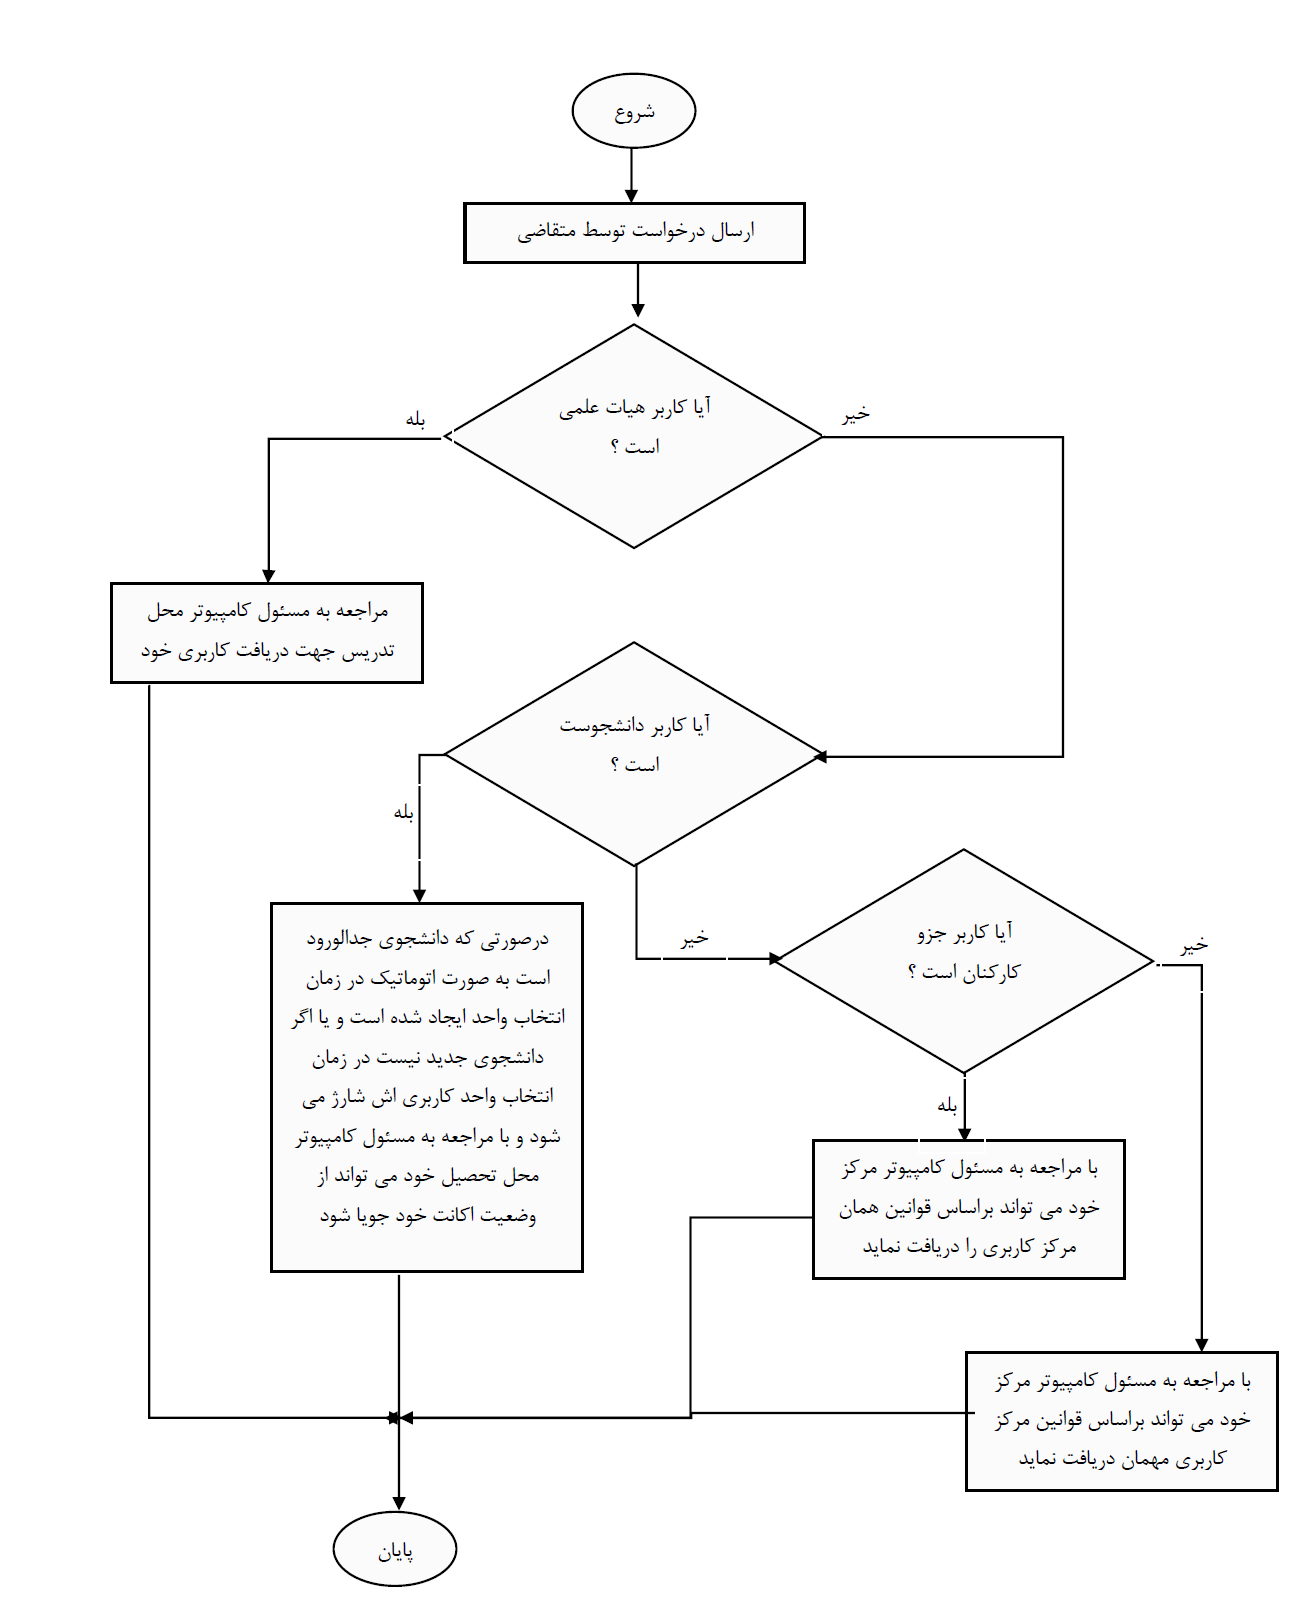 شروع
ارسال درخواست توسط متقاضی
آیا کاربر هیات علمی
است ؟
بله
خیر
مراجعه به مسئول کامپیوتر محل
تدریس جهت دریافت کاربری خود
آیا کاربر دانشجوست
است ؟
بله
خیر
درصورتی که دانشجوی جدالورود
است به صورت اتوماتیک در زمان
انتخاب واحد ایجاد شده است و یا اگر
دانشجوی جدید نیست در زمان
انتخاب واحد کاربری اش شارژ می
شود و با مراجعه به مسئول کامپیوتر
محل تحصیل خود می تواند از
وضعیت اکانت خود جویا شود
آیا کاربر جزو
کارکنان است ؟
خیر
بله
با مراجعه به مسئول کامپیوتر مرکز
خود می تواند براساس قوانین همان
مرکز کاربری را دریافت نماید
با مراجعه به مسئول کامپیوتر مرکز
خود می تواند براساس قوانین مرکز
کاربری مهمان دریافت نماید
پایان